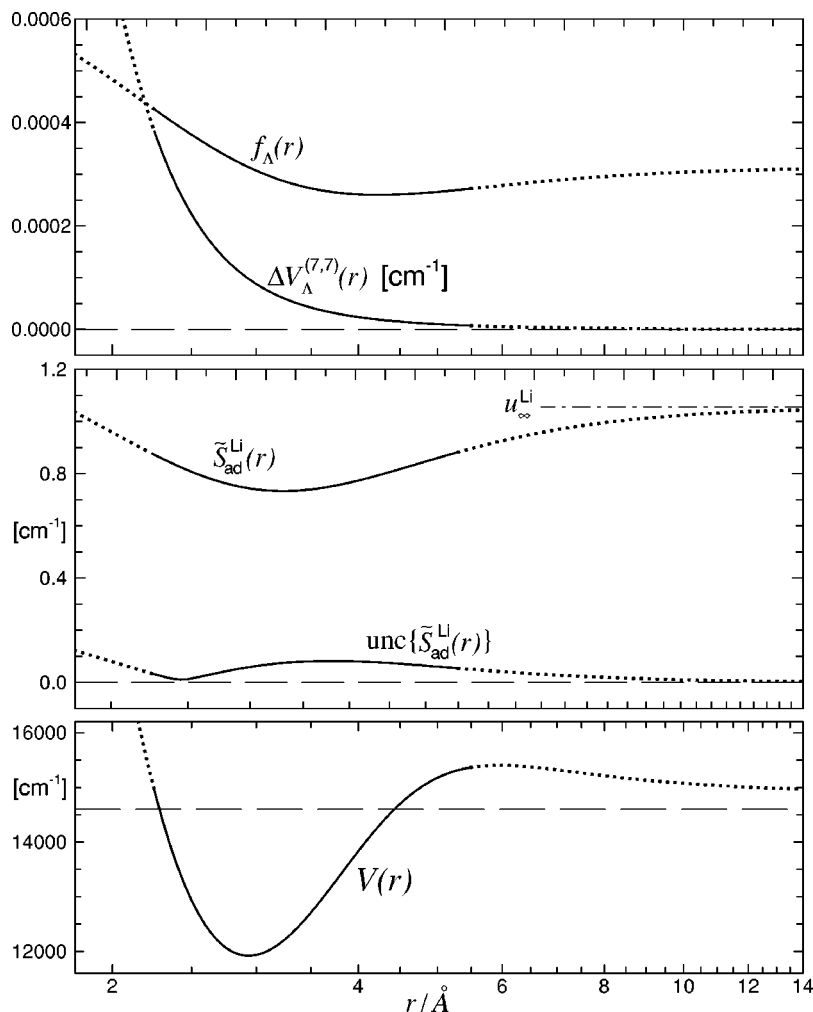 0.0006
0.0004
f_Λ(r)
0.0002
ΔV_Λ^(7,7)(r) [cm⁻¹]
0.0000
1.2
u_∞^Li
S̃_ad^Li(r)
0.8
[cm⁻¹]
0.4
unc{S̃_ad^Li(r)}
0.0
16000
[cm⁻¹]
14000
V(r)
12000
2 4 6 8 10 12 14
r/Å